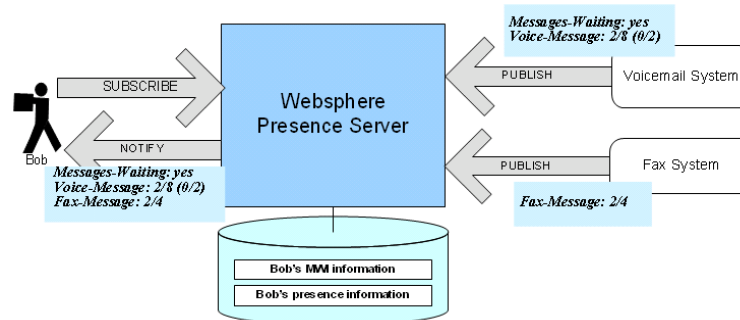 Messages-Waiting: yes
Voice-Message: 2/8 (0/2)
SUBSCRIBE
Websphere
Presence Server
PUBLISH
Voicemail System
Bob
NOTIFY
Messages-Waiting: yes
Voice-Message: 2/8 (0/2)
Fax-Message: 2/4
PUBLISH
Fax System
Fax-Message: 2/4
Bob's MWI information
Bob's presence information